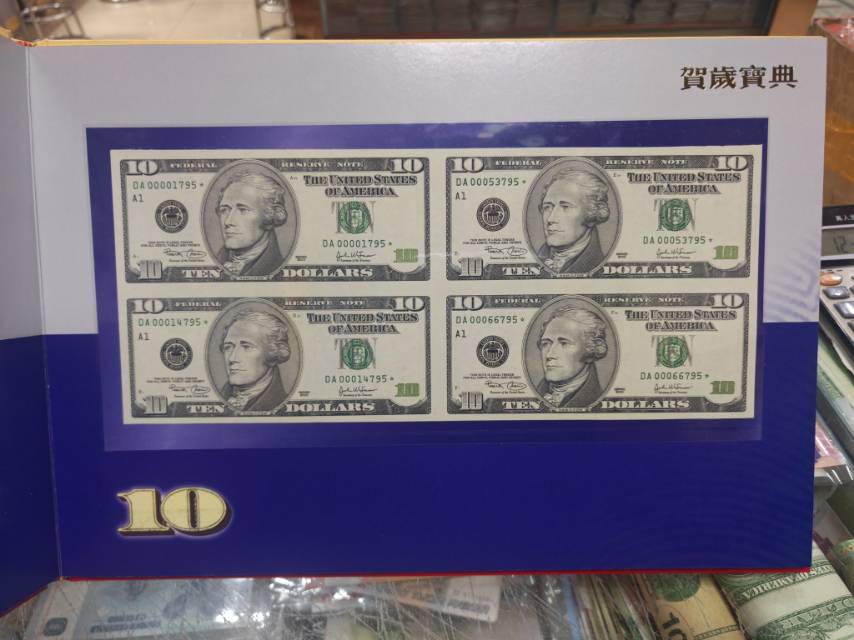 賀歲寶典
10 FEDERAL RESERVE NOTE 10
DA 00001795 *
THE UNITED STATES
OF AMERICA
A1
DA 00001795 *
10 TEN DOLLARS 10
10 FEDERAL RESERVE NOTE 10
DA 00053795 *
THE UNITED STATES
OF AMERICA
A1
DA 00053795 *
10 TEN DOLLARS 10
10 FEDERAL RESERVE NOTE 10
DA 00014795 *
THE UNITED STATES
OF AMERICA
A1
DA 00014795 *
10 TEN DOLLARS 10
10 FEDERAL RESERVE NOTE 10
DA 00066795 *
THE UNITED STATES
OF AMERICA
A1
DA 00066795 *
10 TEN DOLLARS 10
10